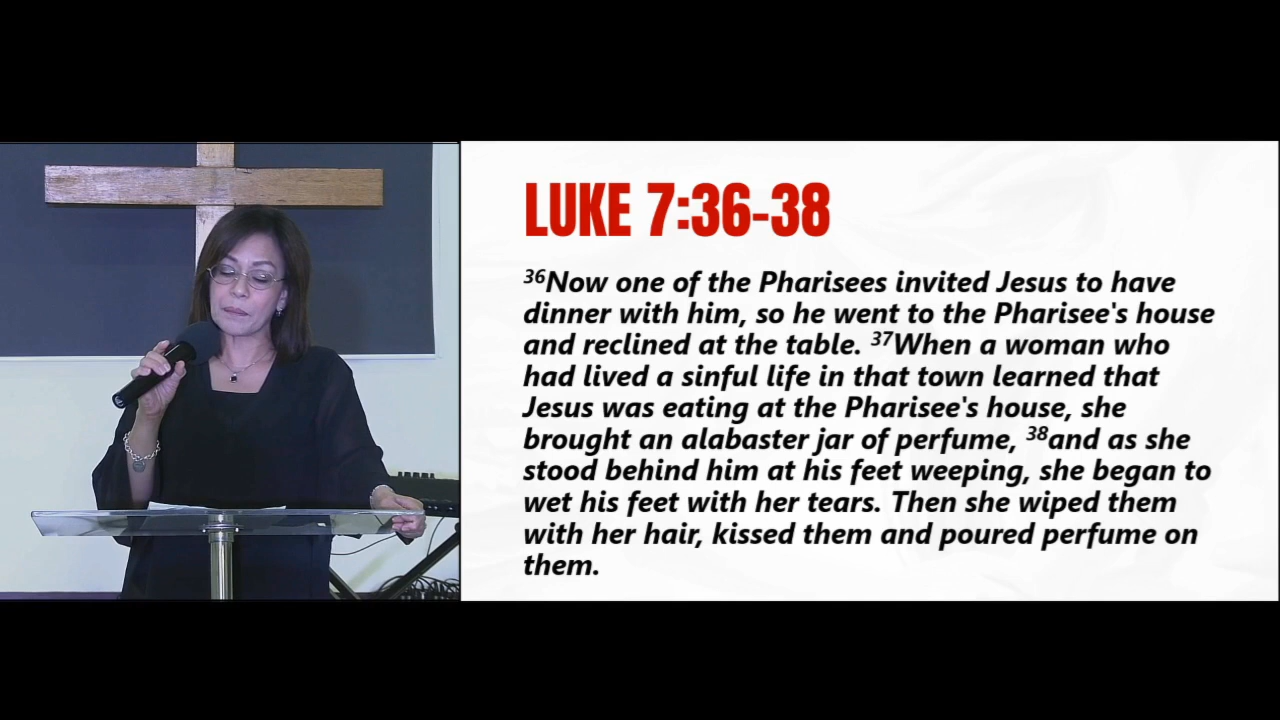 LUKE 7:36-38
³⁶Now one of the Pharisees invited Jesus to have
dinner with him, so he went to the Pharisee's house
and reclined at the table. ³⁷When a woman who
had lived a sinful life in that town learned that
Jesus was eating at the Pharisee's house, she
brought an alabaster jar of perfume, ³⁸and as she
stood behind him at his feet weeping, she began to
wet his feet with her tears. Then she wiped them
with her hair, kissed them and poured perfume on
them.